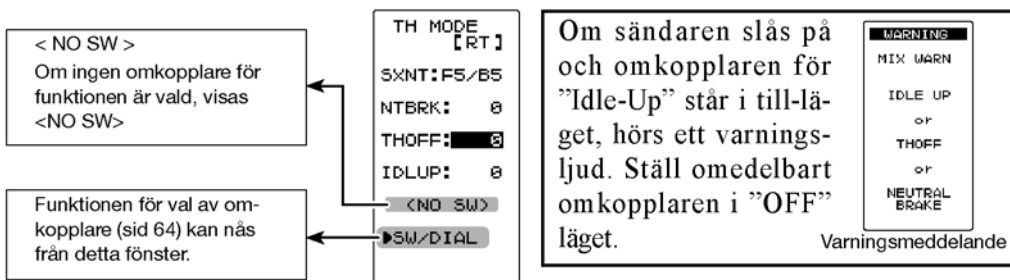 < NO SW >
Om ingen omkopplare för
funktionen är vald, visas
<NO SW>
Funktionen för val av om-
kopplare (sid 64) kan nås
från detta fönster.
TH MODE
[RT]
SXNT:F5/B5
NTBRK: 0
THOFF: 0
IDLUP: 0
(NO SW)
▶SW/DIAL
Om sändaren slås på
och omkopplaren för
”Idle-Up” står i till-lä-
get, hörs ett varnings-
ljud. Ställ omedelbart
omkopplaren i ”OFF”
läget.
WARNING
MIX WARN
IDLE UP
or
THOFF
or
NEUTRAL
BRAKE
Varningsmeddelande